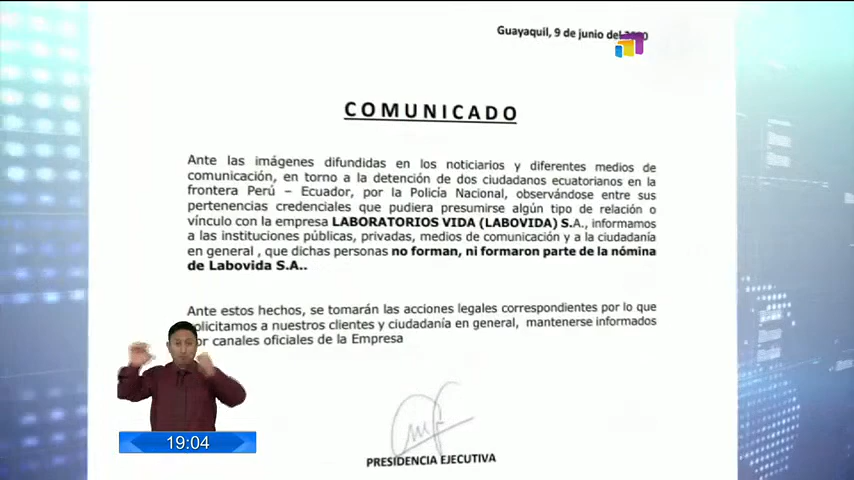 Guayaquil, 9 de junio del
COMUNICADO
Ante las imágenes difundidas en los noticiarios y diferentes medios de
comunicación, en torno a la detención de dos ciudadanos ecuatorianos en la
frontera Perú – Ecuador, por la Policía Nacional, observándose entre sus
pertenencias credenciales que pudiera presumirse algún tipo de relación o
vínculo con la empresa LABORATORIOS VIDA (LABOVIDA) S.A., informamos
a las instituciones públicas, privadas, medios de comunicación y a la ciudadanía
en general , que dichas personas no forman, ni formaron parte de la nómina
de Labovida S.A..
Ante estos hechos, se tomarán las acciones legales correspondientes por lo que
solicitamos a nuestros clientes y ciudadanía en general, mantenerse informados
por canales oficiales de la Empresa
PRESIDENCIA EJECUTIVA
19:04